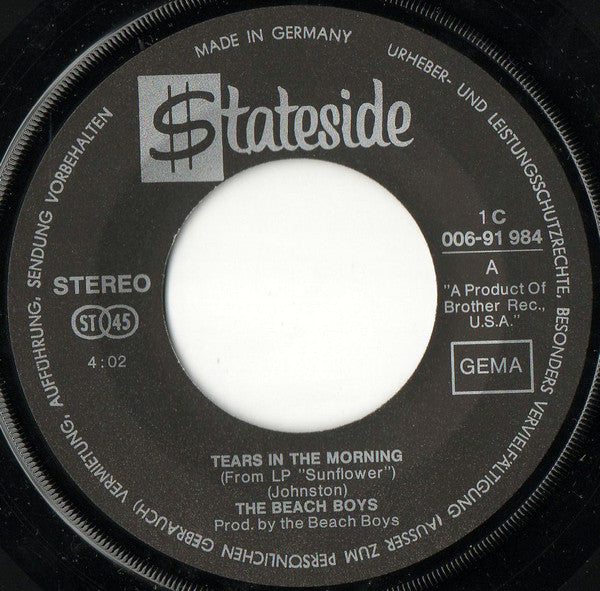 MADE IN GERMANY
URHEBER- UND LEISTUNGSSCHUTZRECHTE, BESONDERS VERVIELFÄLTIGUNG (AUSSER ZUM PERSÖNLICHEN GEBRAUCH) VERMIETUNG, AUFFÜHRUNG, SENDUNG VORBEHALTEN
$tateside
1 C
006-91 984
STEREO
ST 45
4:02
A
"A Product Of
Brother Rec.,
U.S.A."
GEMA
TEARS IN THE MORNING
(From LP "Sunflower")
(Johnston)
THE BEACH BOYS
Prod. by the Beach Boys